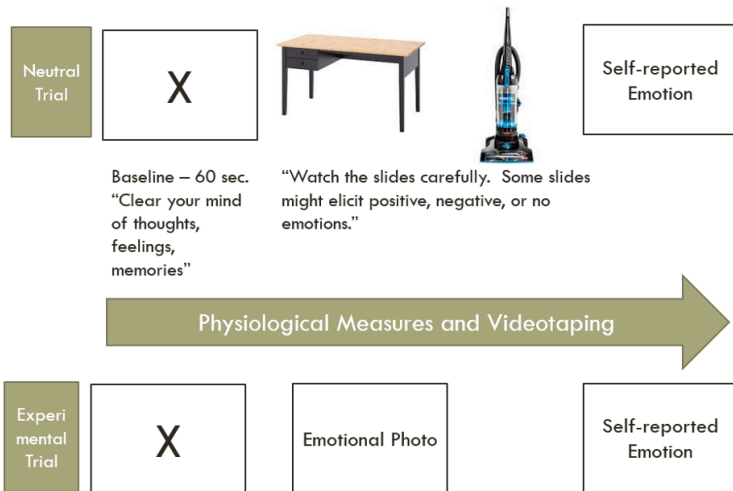 Neutral
Trial
X
Self-reported
Emotion
Baseline – 60 sec.
“Clear your mind
of thoughts,
feelings,
memories”
“Watch the slides carefully.  Some slides
might elicit positive, negative, or no
emotions.”
Physiological Measures and Videotaping
Experi
mental
Trial
X
Emotional Photo
Self-reported
Emotion